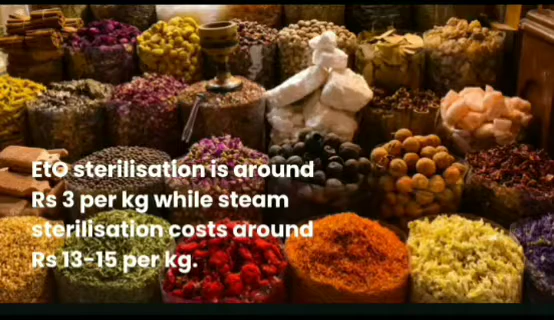 EtO sterilisation is around
Rs 3 per kg while steam
sterilisation costs around
Rs 13-15 per kg.